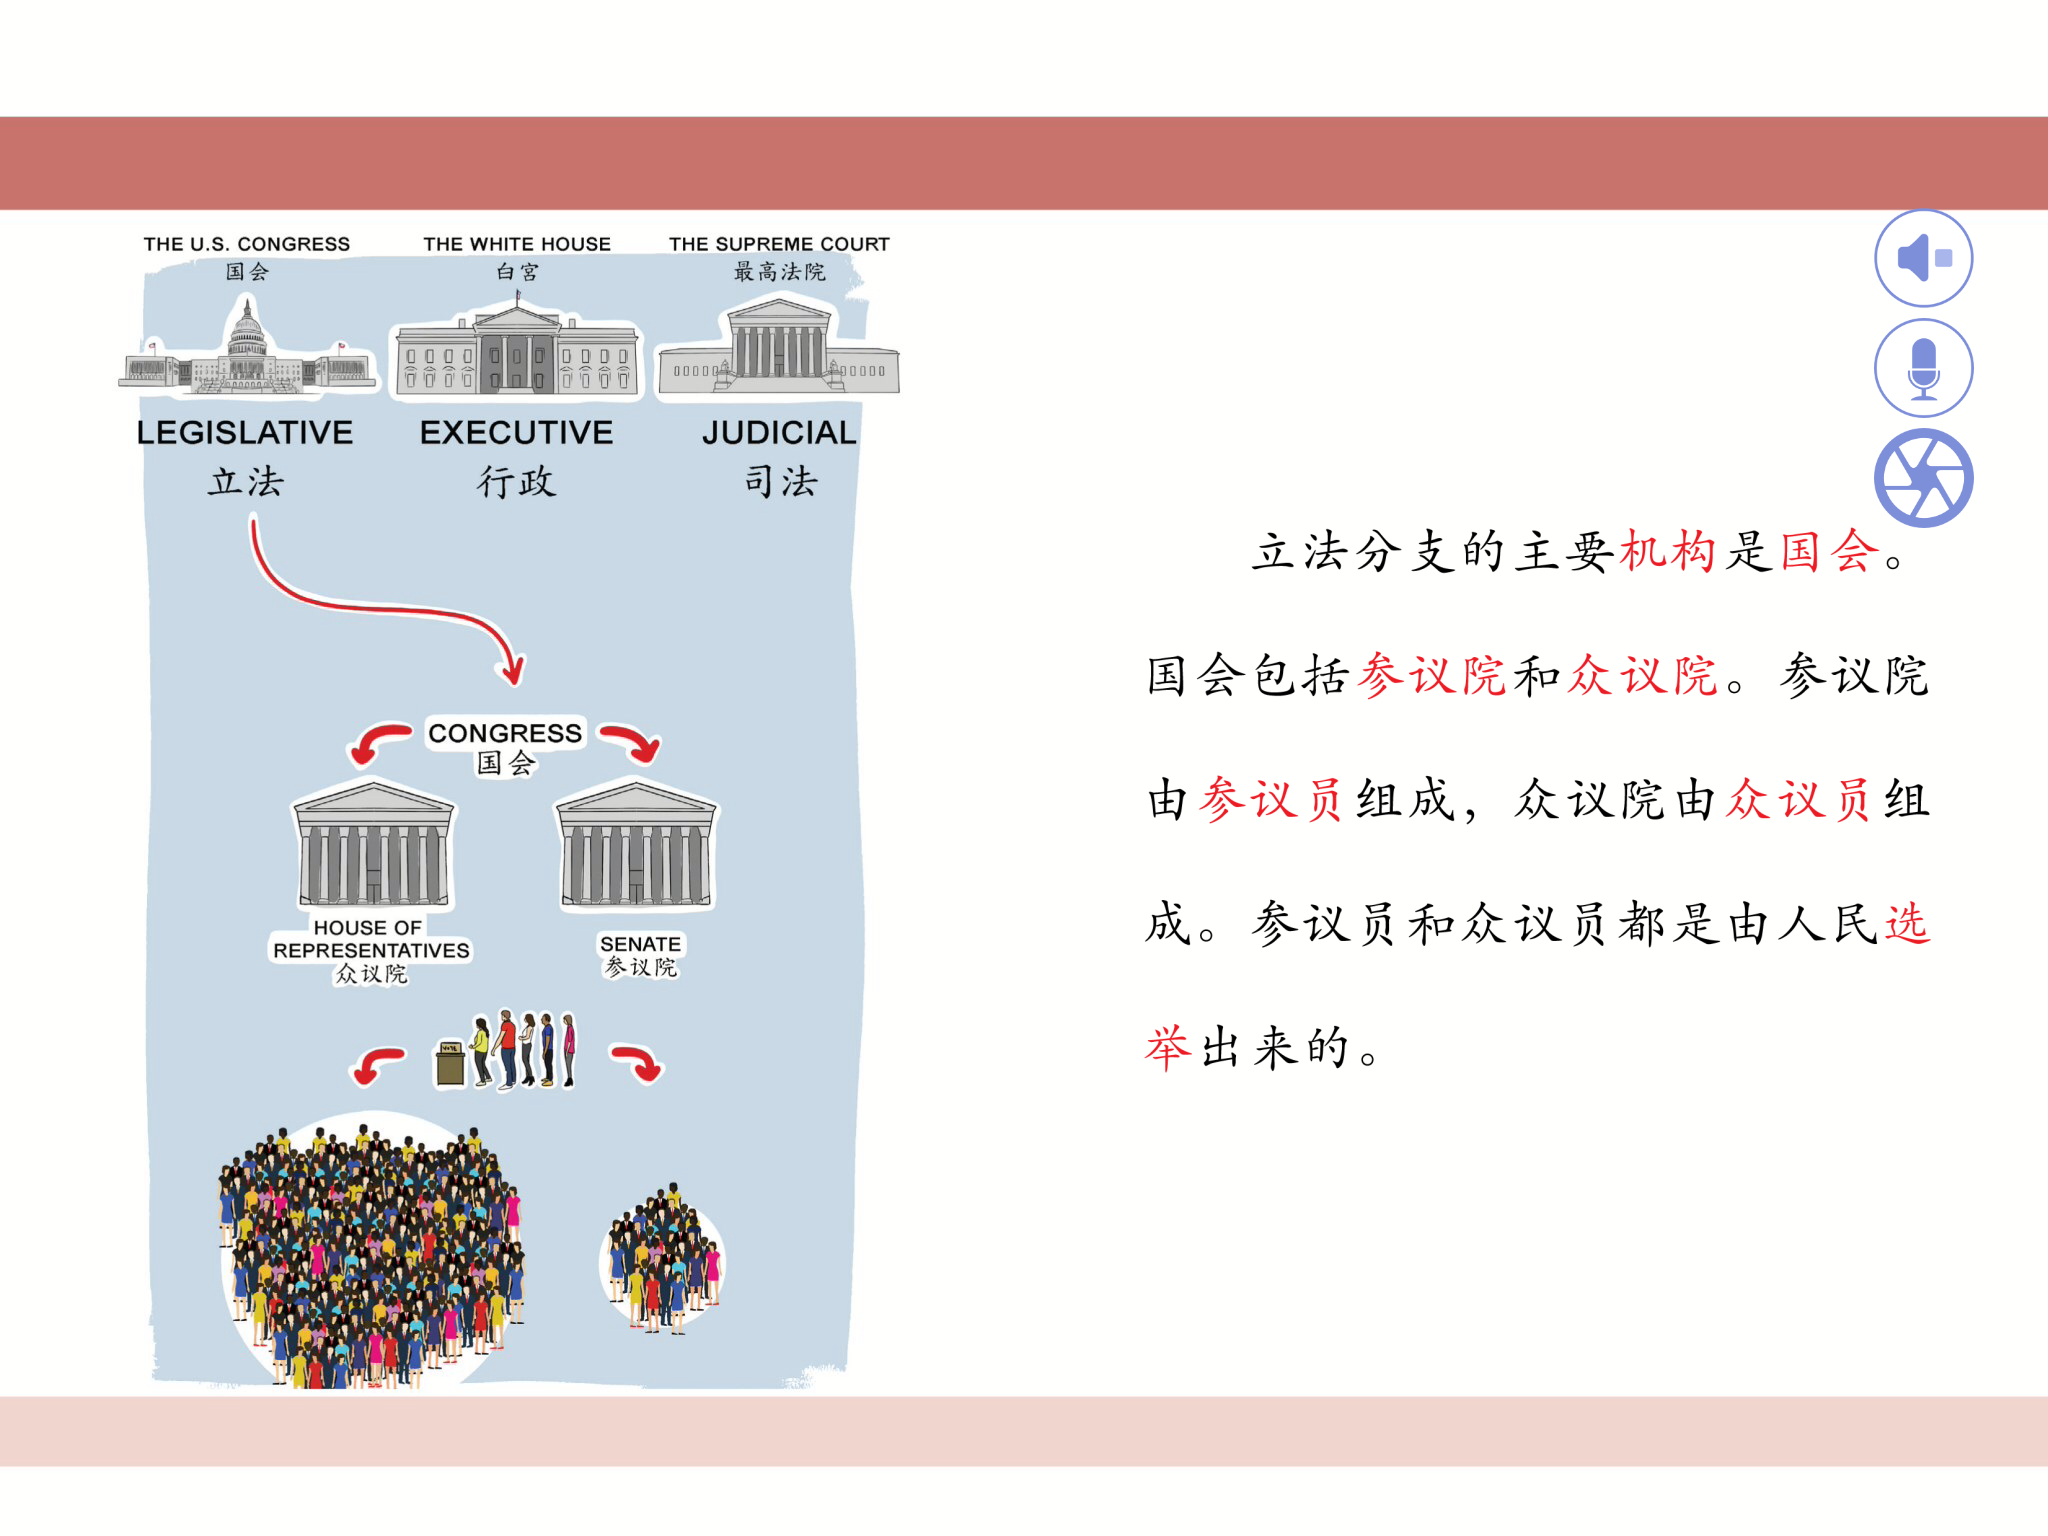 THE U.S. CONGRESS
国会
THE WHITE HOUSE
白宫
THE SUPREME COURT
最高法院
LEGISLATIVE
立法
EXECUTIVE
行政
JUDICIAL
司法
CONGRESS
国会
HOUSE OF
REPRESENTATIVES
众议院
SENATE
参议院
VOTE
立法分支的主要机构是国会。
国会包括参议院和众议院。参议院
由参议员组成，众议院由众议员组
成。参议员和众议员都是由人民选
举出来的。